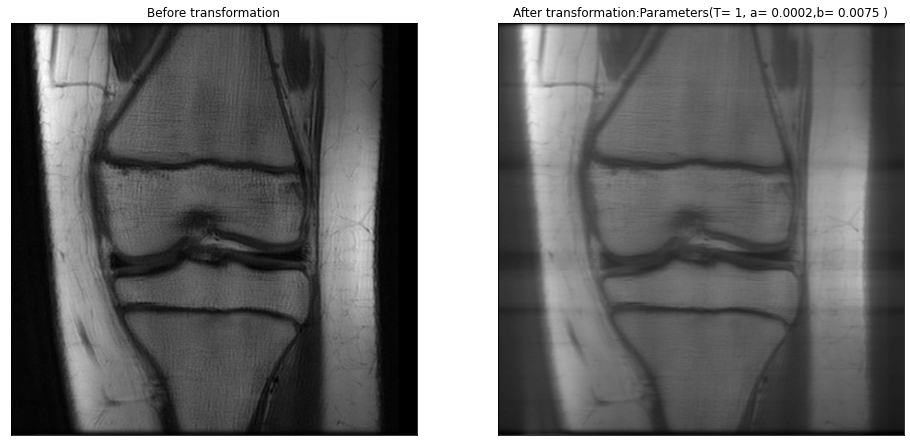 Before transformation
After transformation:Parameters(T= 1, a= 0.0002,b= 0.0075 )